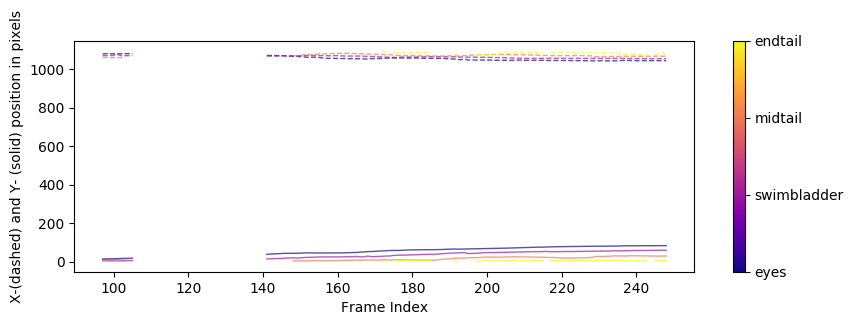 X-(dashed) and Y- (solid) position in pixels
1000
800
600
400
200
0
100 120 140 160 180 200 220 240
Frame Index
endtail
midtail
swimbladder
eyes